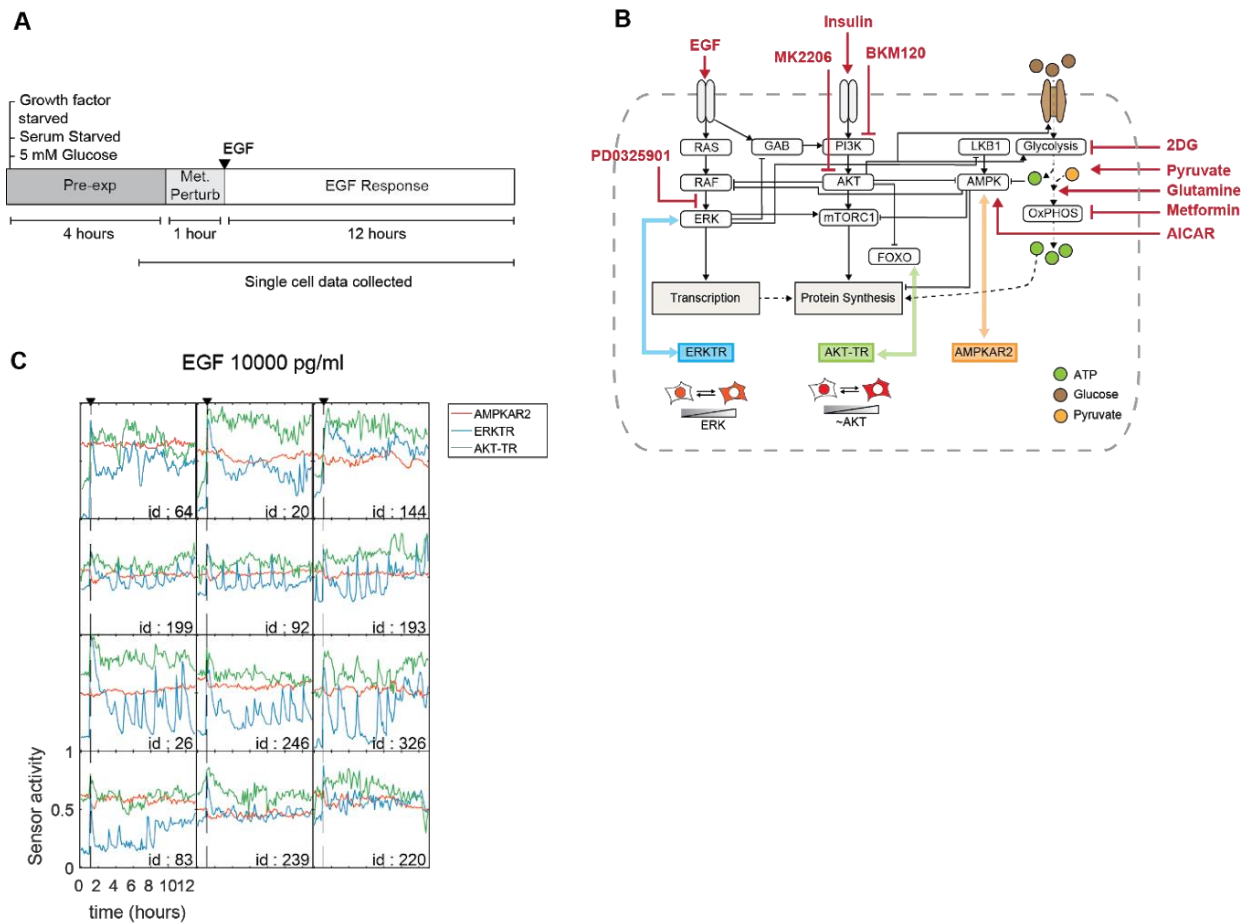 A
Growth factor
starved
Serum Starved
5 mM Glucose
EGF
Pre-exp
Met.
Perturb
EGF Response
4 hours
1 hour
12 hours
Single cell data collected
B
Insulin
EGF
MK2206
BKM120
RAS
GAB
PI3K
LKB1
Glycolysis
2DG
PD0325901
Pyruvate
RAF
AKT
AMPK
Glutamine
OxPHOS
Metformin
ERK
mTORC1
AICAR
FOXO
Transcription
Protein Synthesis
ERKTR
AKT-TR
AMPKAR2
ATP
Glucose
Pyruvate
ERK
~AKT
C
EGF 10000 pg/ml
AMPKAR2
ERKTR
AKT-TR
id : 64
id : 20
id : 144
id : 199
id : 92
id : 193
id : 26
id : 246
id : 326
id : 83
id : 239
id : 220
Sensor activity
1
0.5
0
0 2 4 6 8 10 12
time (hours)